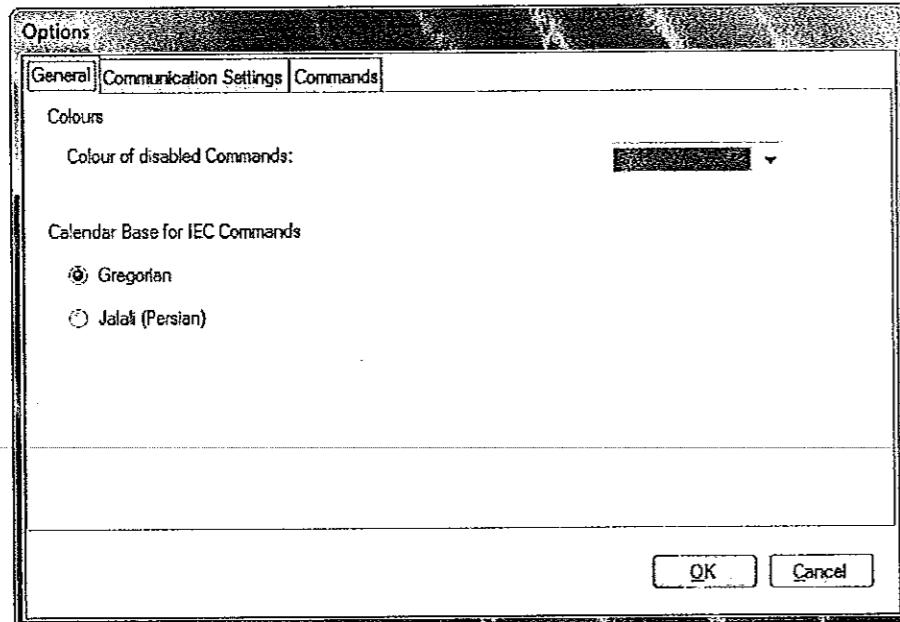 Options
General Communication Settings Commands
Colours
Colour of disabled Commands:
Calendar Base for IEC Commands
Gregorian
Jalali (Persian)
OK Cancel